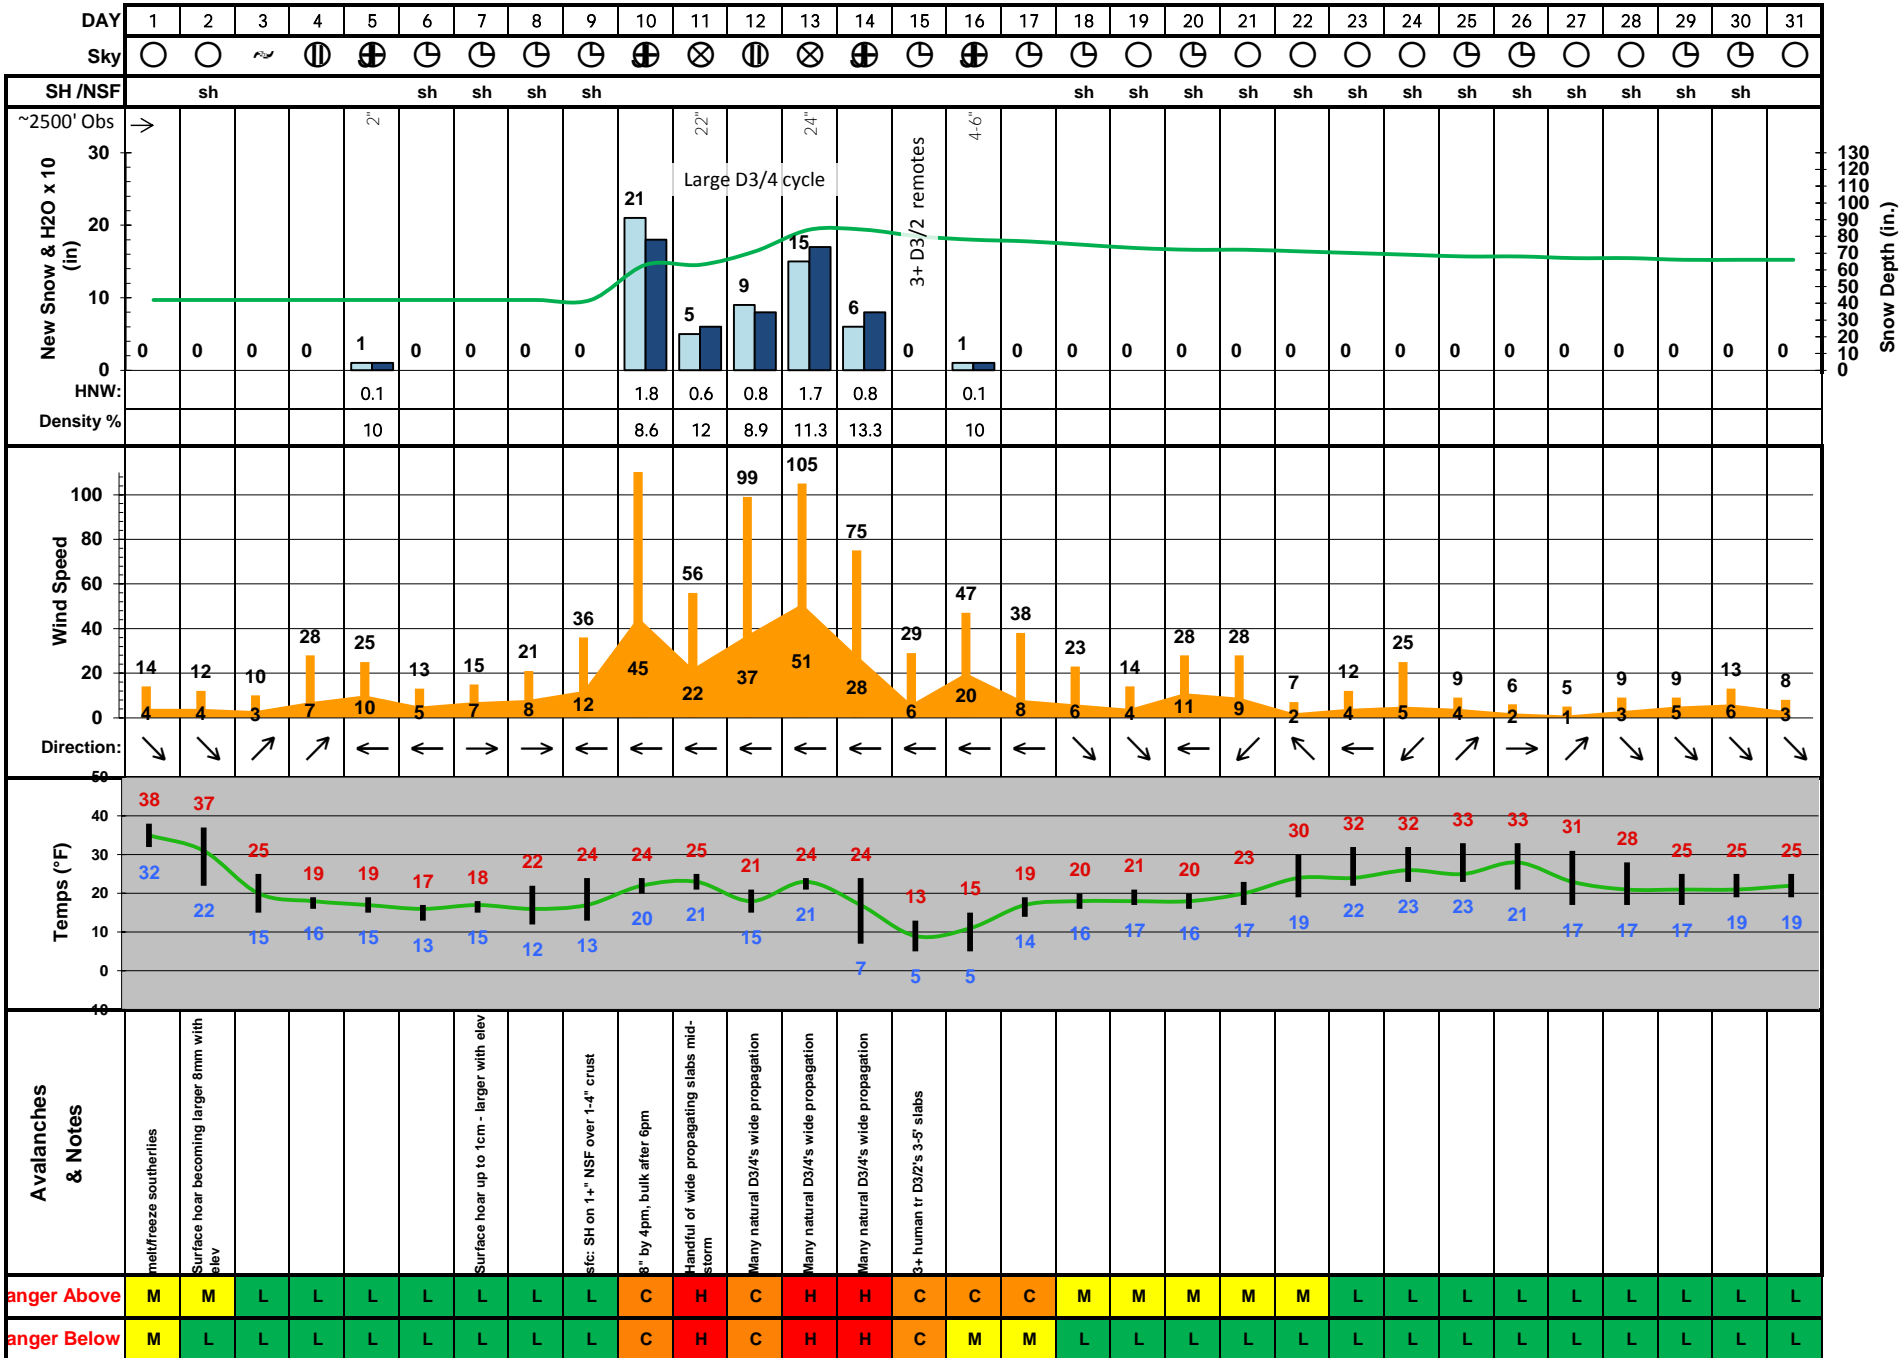 DAY 1 2 3 4 5 6 7 8 9 10 11 12 13 14 15 16 17 18 19 20 21 22 23 24 25 26 27 28 29 30 31
Sky
SH /NSF sh sh sh sh sh sh sh sh sh sh sh sh sh sh sh sh sh sh
~2500' Obs → 2" 22" 24" 4-6"
New Snow & H2O x 10
(in)
30
20
10
0
Large D3/4 cycle
3+ D3/2 remotes
0 0 0 0 1 0 0 0 0 21 5 9 15 6 0 1 0 0 0 0 0 0 0 0 0 0 0 0 0 0 0
130
110
100
90
80
70
60
50
40
30
20
10
0
Snow Depth (in.)
HNW: 0.1 1.8 0.6 0.8 1.7 0.8 0.1
Density % 10 8.6 12 8.9 11.3 13.3 10
Wind Speed
100
80
60
40
20
0
14 12 10 28 25 13 15 21 36 56 99 105 75 29 47 38 23 14 28 28 7 12 25 9 6 5 9 9 13 8
4 4 3 7 10 5 7 8 12 45 22 37 51 28 6 20 8 6 4 11 9 2 4 5 4 2 1 3 5 6 3
Direction: ↘ ↘ ↗ ↗ ← ← → → ← ← ← ← ← ← ← ← ← ↘ ↘ ← ↙ ↖ ← ↙ ↗ → ↗ ↘ ↘ ↘ ↘
Temps (°F)
50
40
30
20
10
0
10
38 37 25 19 19 17 18 22 24 24 25 21 24 24 13 15 19 20 21 20 23 30 32 32 33 33 31 28 25 25 25
32 22 15 16 15 13 15 12 13 20 21 15 21 7 5 5 14 16 17 16 17 19 22 23 23 21 17 17 17 19 19
Avalanches
& Notes
melt/freeze southerlies
Surface hoar becoming larger 8mm with
elev
Surface hoar up to 1cm - larger with elev
sfc: SH on 1+" NSF over 1-4" crust
8" by 4pm, bulk after 6pm
Handful of wide propagating slabs mid-
storm
Many natural D3/4's wide propagation
Many natural D3/4's wide propagation
Many natural D3/4's wide propagation
3+ human tr D3/2's 3-5' slabs
anger Above M M L L L L L L L C H C H H C C C M M M M M L L L L L L L L L
anger Below M L L L L L L L L C H C H H C M M L L L L L L L L L L L L L L